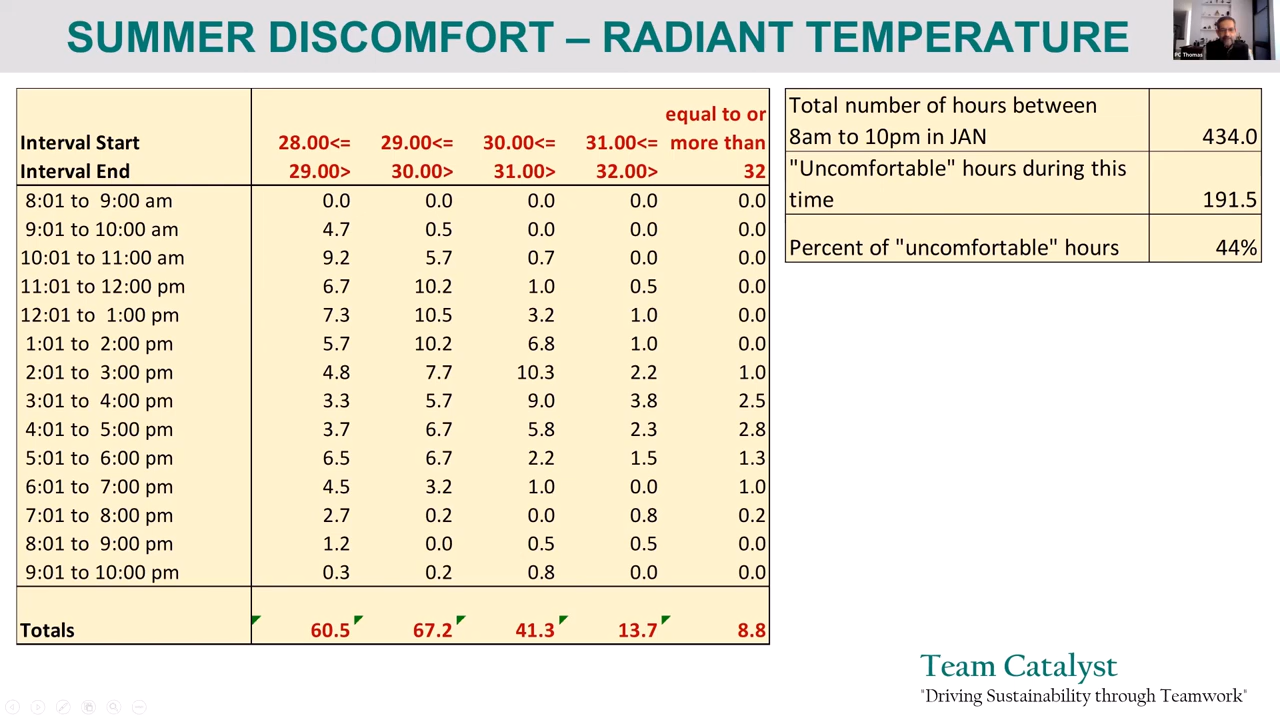 SUMMER DISCOMFORT – RADIANT TEMPERATURE
PC Thomas
equal to or
Interval Start 28.00<= 29.00<= 30.00<= 31.00<= more than
Interval End 29.00> 30.00> 31.00> 32.00> 32
8:01 to 9:00 am 0.0 0.0 0.0 0.0 0.0
9:01 to 10:00 am 4.7 0.5 0.0 0.0 0.0
10:01 to 11:00 am 9.2 5.7 0.7 0.0 0.0
11:01 to 12:00 pm 6.7 10.2 1.0 0.5 0.0
12:01 to 1:00 pm 7.3 10.5 3.2 1.0 0.0
1:01 to 2:00 pm 5.7 10.2 6.8 1.0 0.0
2:01 to 3:00 pm 4.8 7.7 10.3 2.2 1.0
3:01 to 4:00 pm 3.3 5.7 9.0 3.8 2.5
4:01 to 5:00 pm 3.7 6.7 5.8 2.3 2.8
5:01 to 6:00 pm 6.5 6.7 2.2 1.5 1.3
6:01 to 7:00 pm 4.5 3.2 1.0 0.0 1.0
7:01 to 8:00 pm 2.7 0.2 0.0 0.8 0.2
8:01 to 9:00 pm 1.2 0.0 0.5 0.5 0.0
9:01 to 10:00 pm 0.3 0.2 0.8 0.0 0.0
Totals 60.5 67.2 41.3 13.7 8.8
Total number of hours between
8am to 10pm in JAN 434.0
"Uncomfortable" hours during this
time 191.5
Percent of "uncomfortable" hours 44%
Team Catalyst
"Driving Sustainability through Teamwork"